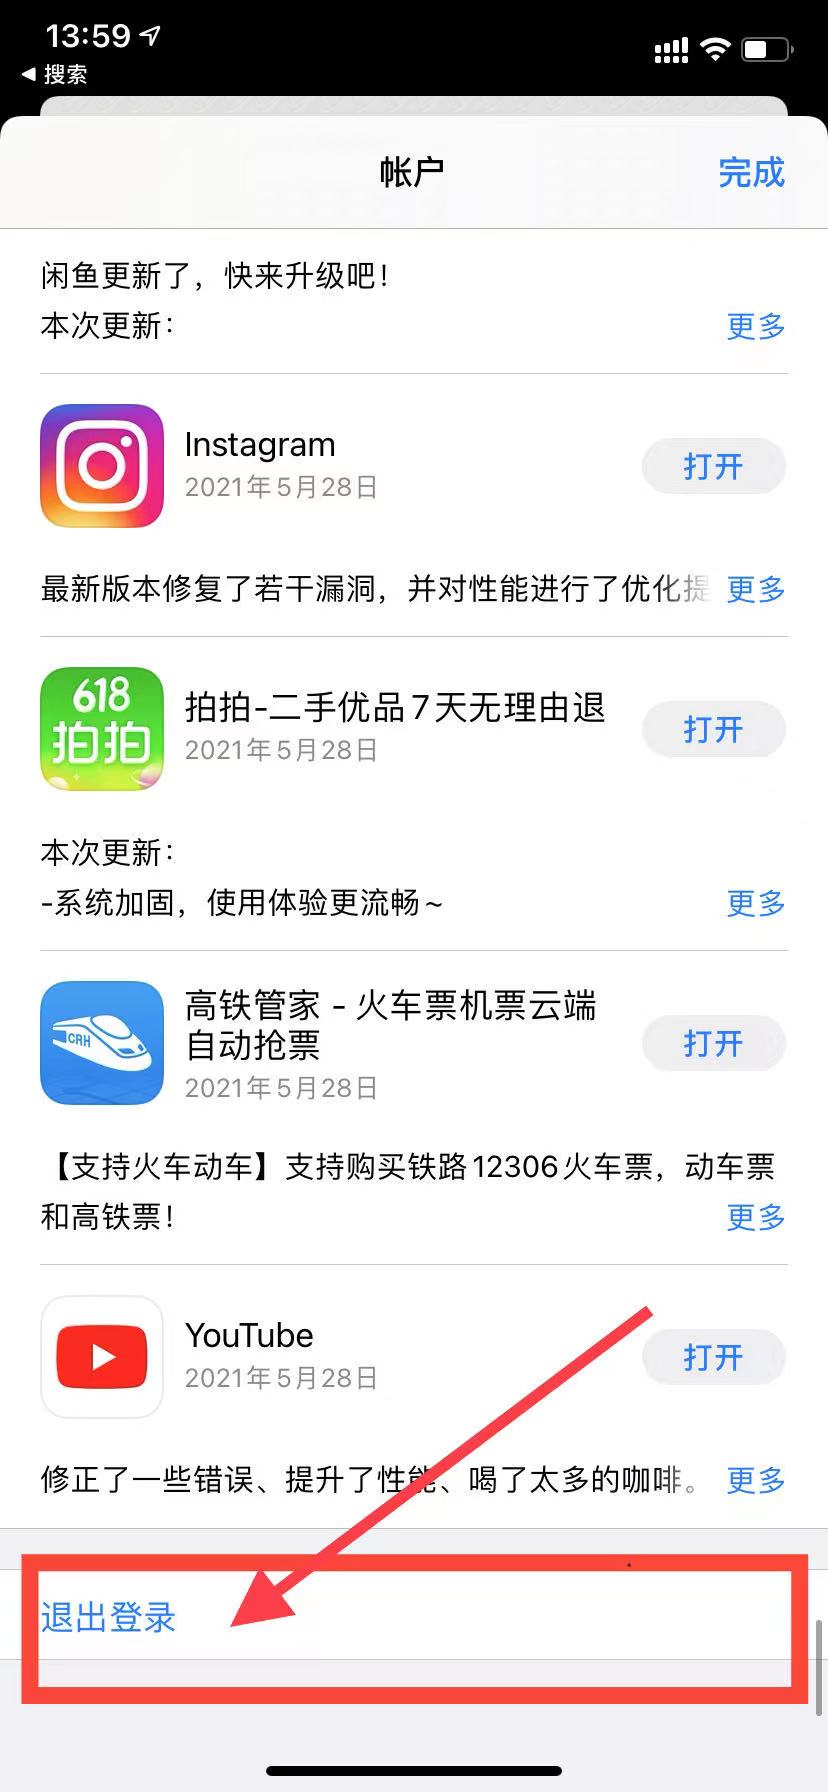 13:59
搜索
帐户
完成
闲鱼更新了，快来升级吧！
本次更新：
更多
Instagram
2021年5月28日
打开
最新版本修复了若干漏洞，并对性能进行了优化提
更多
618
拍拍
拍拍-二手优品7天无理由退
2021年5月28日
打开
本次更新：
-系统加固，使用体验更流畅~
更多
CRH
高铁管家 - 火车票机票云端
自动抢票
2021年5月28日
打开
【支持火车动车】支持购买铁路12306火车票，动车票
和高铁票！
更多
YouTube
2021年5月28日
打开
修正了一些错误、提升了性能、喝了太多的咖啡。
更多
退出登录